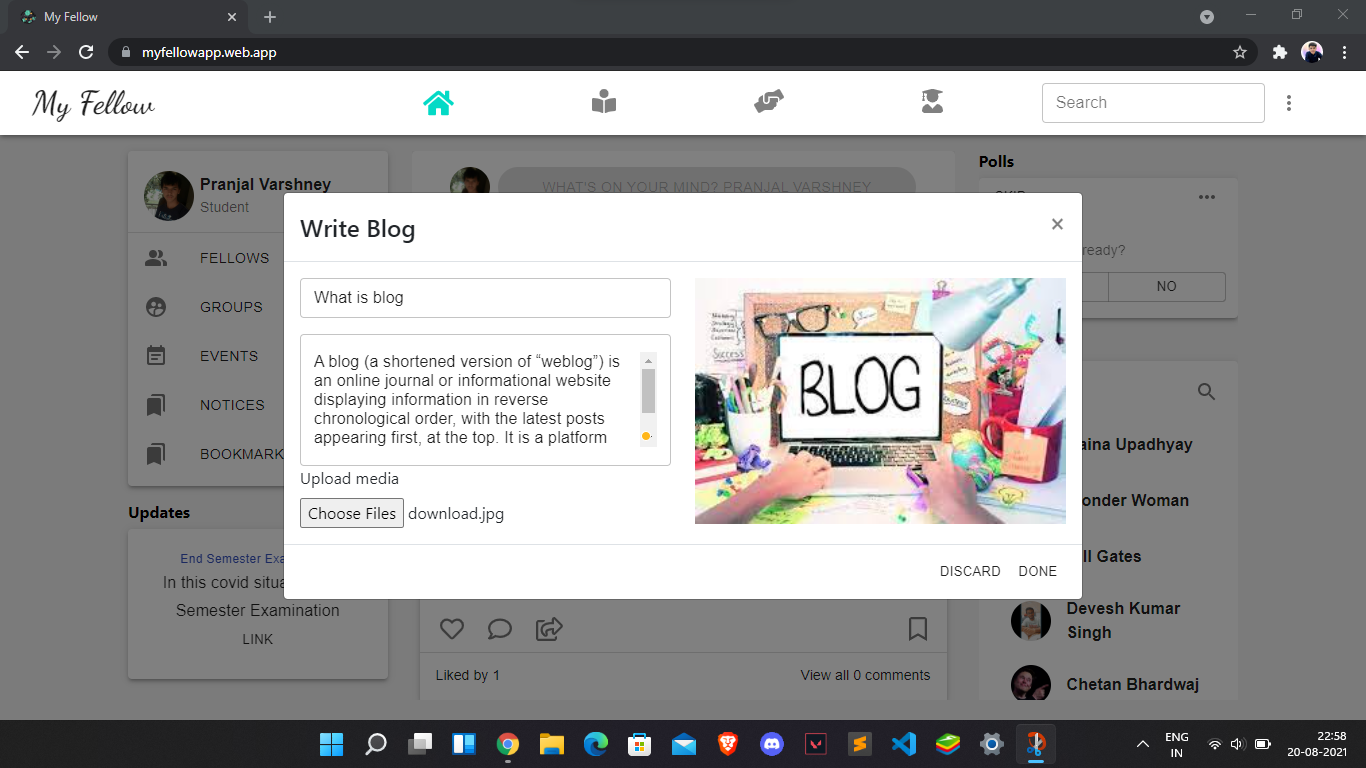 My Fellow
myfellowapp.web.app
My Fellow
Search
Pranjal Varshney
Student
FELLOWS
GROUPS
EVENTS
NOTICES
BOOKMARK
Updates
End Semester Exa
In this covid situa
Semester Examination
LINK
WHAT'S ON YOUR MIND? PRANJAL VARSHNEY
Write Blog
×
What is blog
A blog (a shortened version of “weblog”) is
an online journal or informational website
displaying information in reverse
chronological order, with the latest posts
appearing first, at the top. It is a platform
Upload media
Choose Files download.jpg
Success
BLOG
DISCARD DONE
Liked by 1
View all 0 comments
Polls
SKIP
ready?
NO
aina Upadhyay
onder Woman
ll Gates
Devesh Kumar
Singh
Chetan Bhardwaj
ENG
IN
22:58
20-08-2021